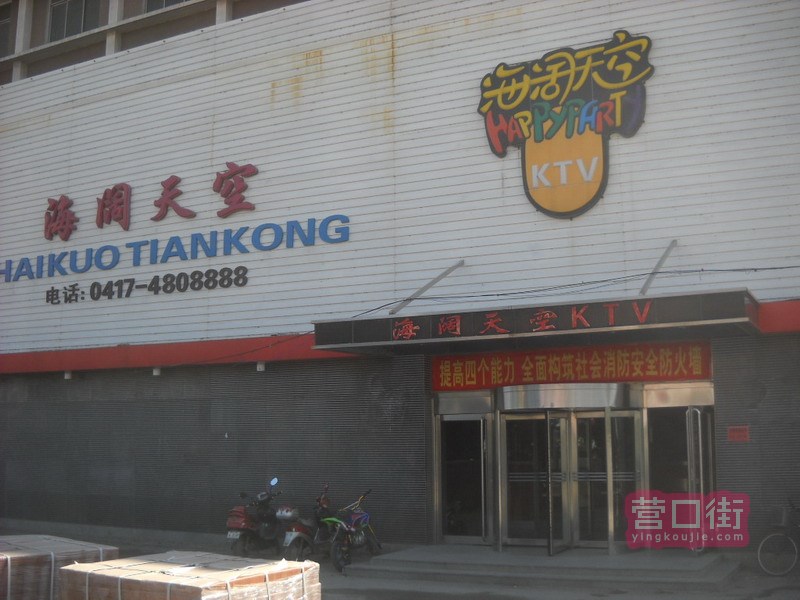 海阔天空
HAPPYPARTY
KTV
海阔天空
HAIKUO TIANKONG
电话: 0417-4808888
海阔天空KTV
提高四个能力 全面构筑社会消防安全防火墙
营口街
yingkoujie.com